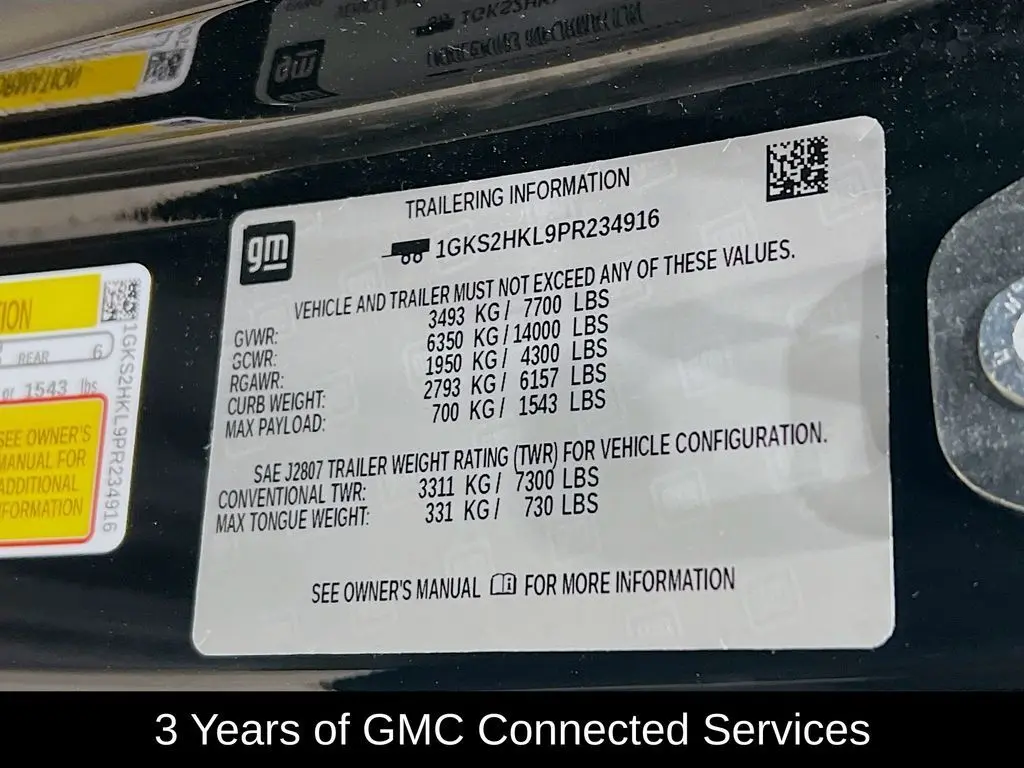 TRAILERING INFORMATION
gm
1GKS2HKL9PR234916
VEHICLE AND TRAILER MUST NOT EXCEED ANY OF THESE VALUES.
GVWR: 3493 KG / 7700 LBS
GCWR: 6350 KG / 14000 LBS
RGAWR: 1950 KG / 4300 LBS
CURB WEIGHT: 2793 KG / 6157 LBS
MAX PAYLOAD: 700 KG / 1543 LBS
SAE J2807 TRAILER WEIGHT RATING (TWR) FOR VEHICLE CONFIGURATION.
CONVENTIONAL TWR: 3311 KG / 7300 LBS
MAX TONGUE WEIGHT: 331 KG / 730 LBS
SEE OWNER'S MANUAL FOR MORE INFORMATION
REAR 6
or 1543 lbs
SEE OWNER'S
MANUAL FOR
ADDITIONAL
INFORMATION
1GKS2HKL9PR234916
3 Years of GMC Connected Services